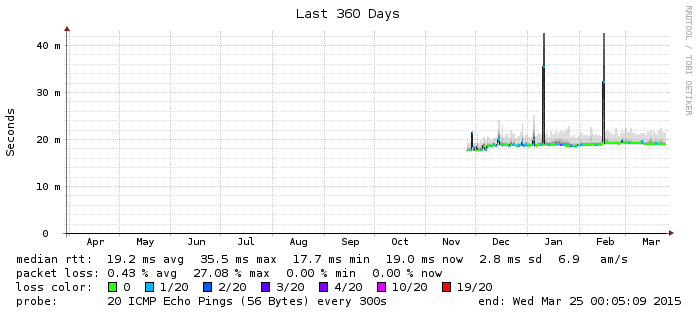 Last 360 Days
RRDTOOL / TOBI OETIKER
Seconds
40 m
30 m
20 m
10 m
0
Apr May Jun Jul Aug Sep Oct Nov Dec Jan Feb Mar
median rtt: 19.2 ms avg 35.5 ms max 17.7 ms min 19.0 ms now 2.8 ms sd 6.9 am/s
packet loss: 0.43 % avg 27.08 % max 0.00 % min 0.00 % now
loss color: 0 1/20 2/20 3/20 4/20 10/20 19/20
probe: 20 ICMP Echo Pings (56 Bytes) every 300s end: Wed Mar 25 00:05:09 2015